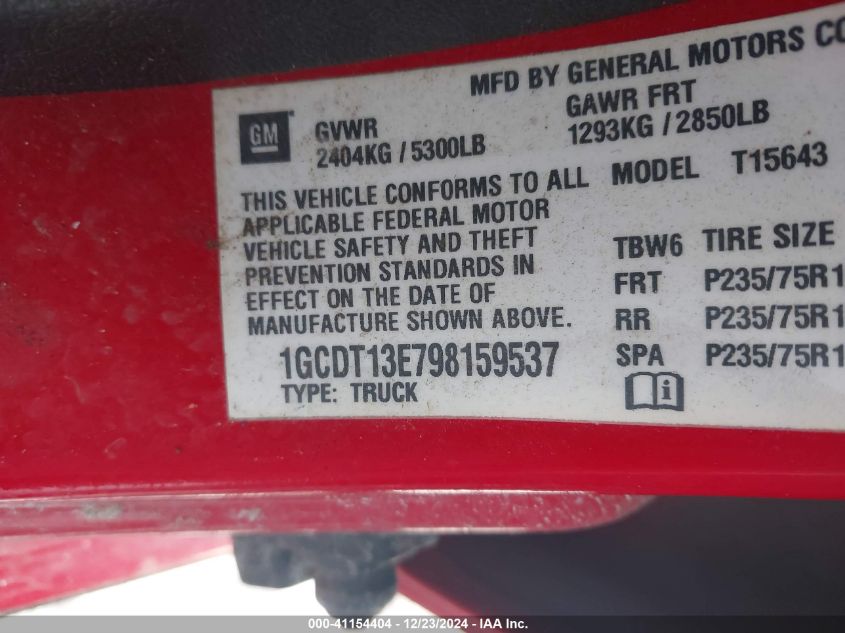 MFD BY GENERAL MOTORS CO
GM
GVWR
2404KG / 5300LB
GAWR FRT
1293KG / 2850LB
THIS VEHICLE CONFORMS TO ALL
APPLICABLE FEDERAL MOTOR
VEHICLE SAFETY AND THEFT
PREVENTION STANDARDS IN
EFFECT ON THE DATE OF
MANUFACTURE SHOWN ABOVE.
1GCDT13E798159537
TYPE: TRUCK
MODEL T15643
TBW6 TIRE SIZE
FRT P235/75R1
RR P235/75R1
SPA P235/75R1
000-41154404 - 12/23/2024 - IAA Inc.